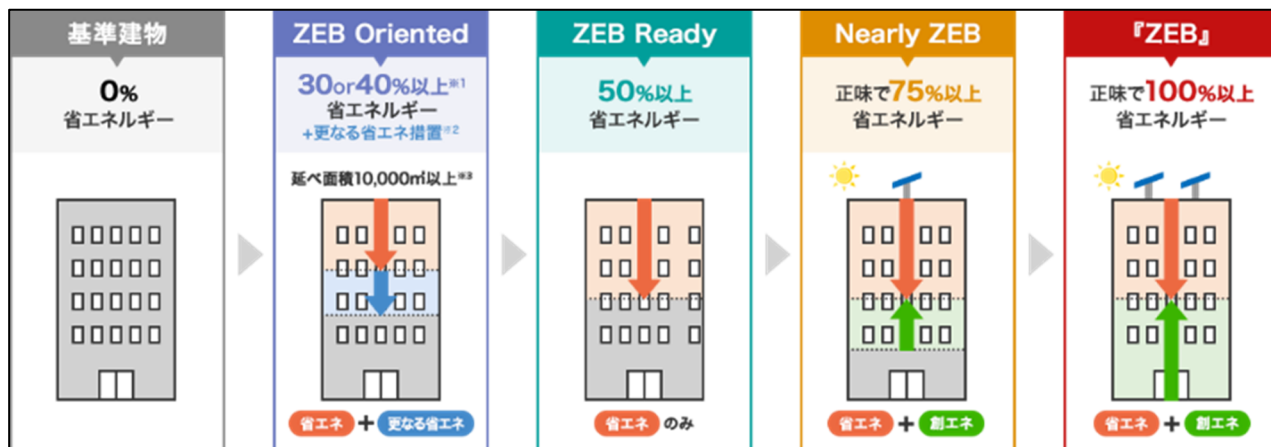 基準建物
0%
省エネルギー
ZEB Oriented
30or40%以上※1
省エネルギー
+更なる省エネ措置※2
延べ面積10,000㎡以上※3
省エネ + 更なる省エネ
ZEB Ready
50%以上
省エネルギー
省エネ のみ
Nearly ZEB
正味で75%以上
省エネルギー
省エネ + 創エネ
『ZEB』
正味で100%以上
省エネルギー
省エネ + 創エネ